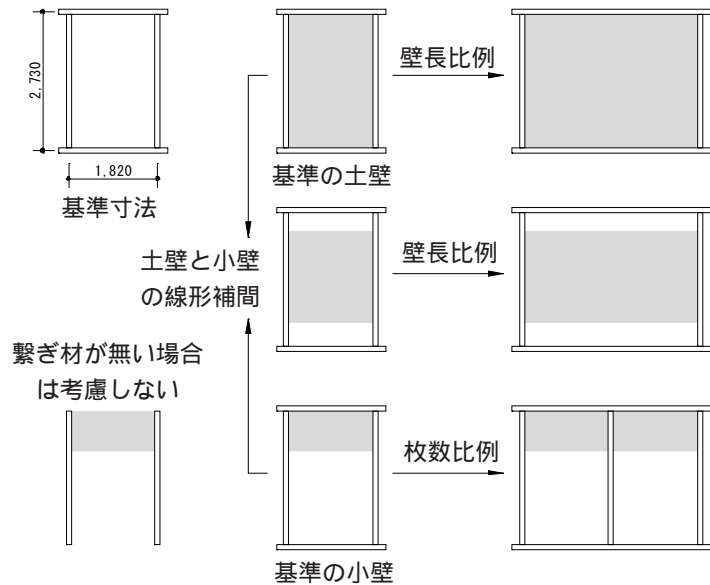 2,730
1,820
基準寸法
壁長比例
基準の土壁
土壁と小壁
の線形補間
壁長比例
繋ぎ材が無い場合
は考慮しない
枚数比例
基準の小壁